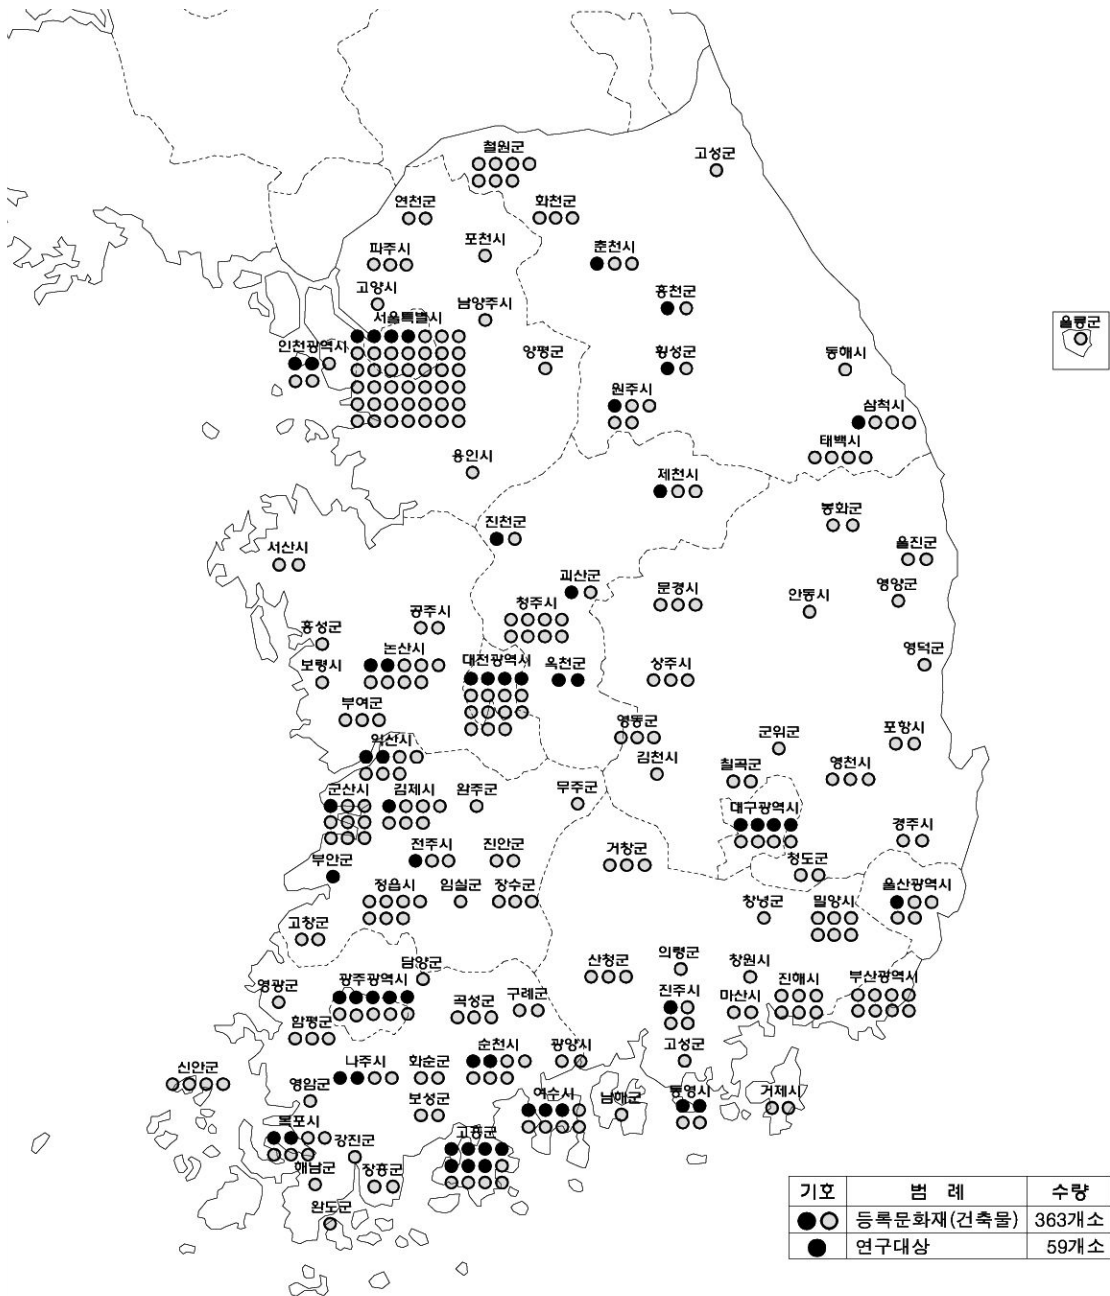 철원군
고성군
연천군
화천군
파주시
포천시
춘천시
고양시
남양주시
홍천군
서울특별시
인천광역시
양평군
횡성군
동해시
울릉군
원주시
삼척시
태백시
용인시
제천시
봉화군
진천군
서산시
울진군
괴산군
문경시
안동시
영양군
청주시
공주시
홍성군
논산시
영덕군
보령시
대전광역시
옥천군
상주시
부여군
영동군
군위군
포항시
익산시
김천시
칠곡군
영천시
군산시
김제시
완주군
무주군
대구광역시
경주시
전주시
진안군
거창군
부안군
청도군
정읍시
임실군
장수군
울산광역시
창녕군
밀양시
고창군
담양군
산청군
의령군
창원시
영광군
광주광역시
곡성군
구례군
진주시
마산시
진해시
부산광역시
함평군
순천시
광양시
고성군
신안군
나주시
화순군
영암군
보성군
여수시
남해군
통영시
거제시
목포시
강진군
고흥군
해남군
장흥군
완도군
기호 범 례 수량
등록문화재(건축물) 363개소
연구대상 59개소